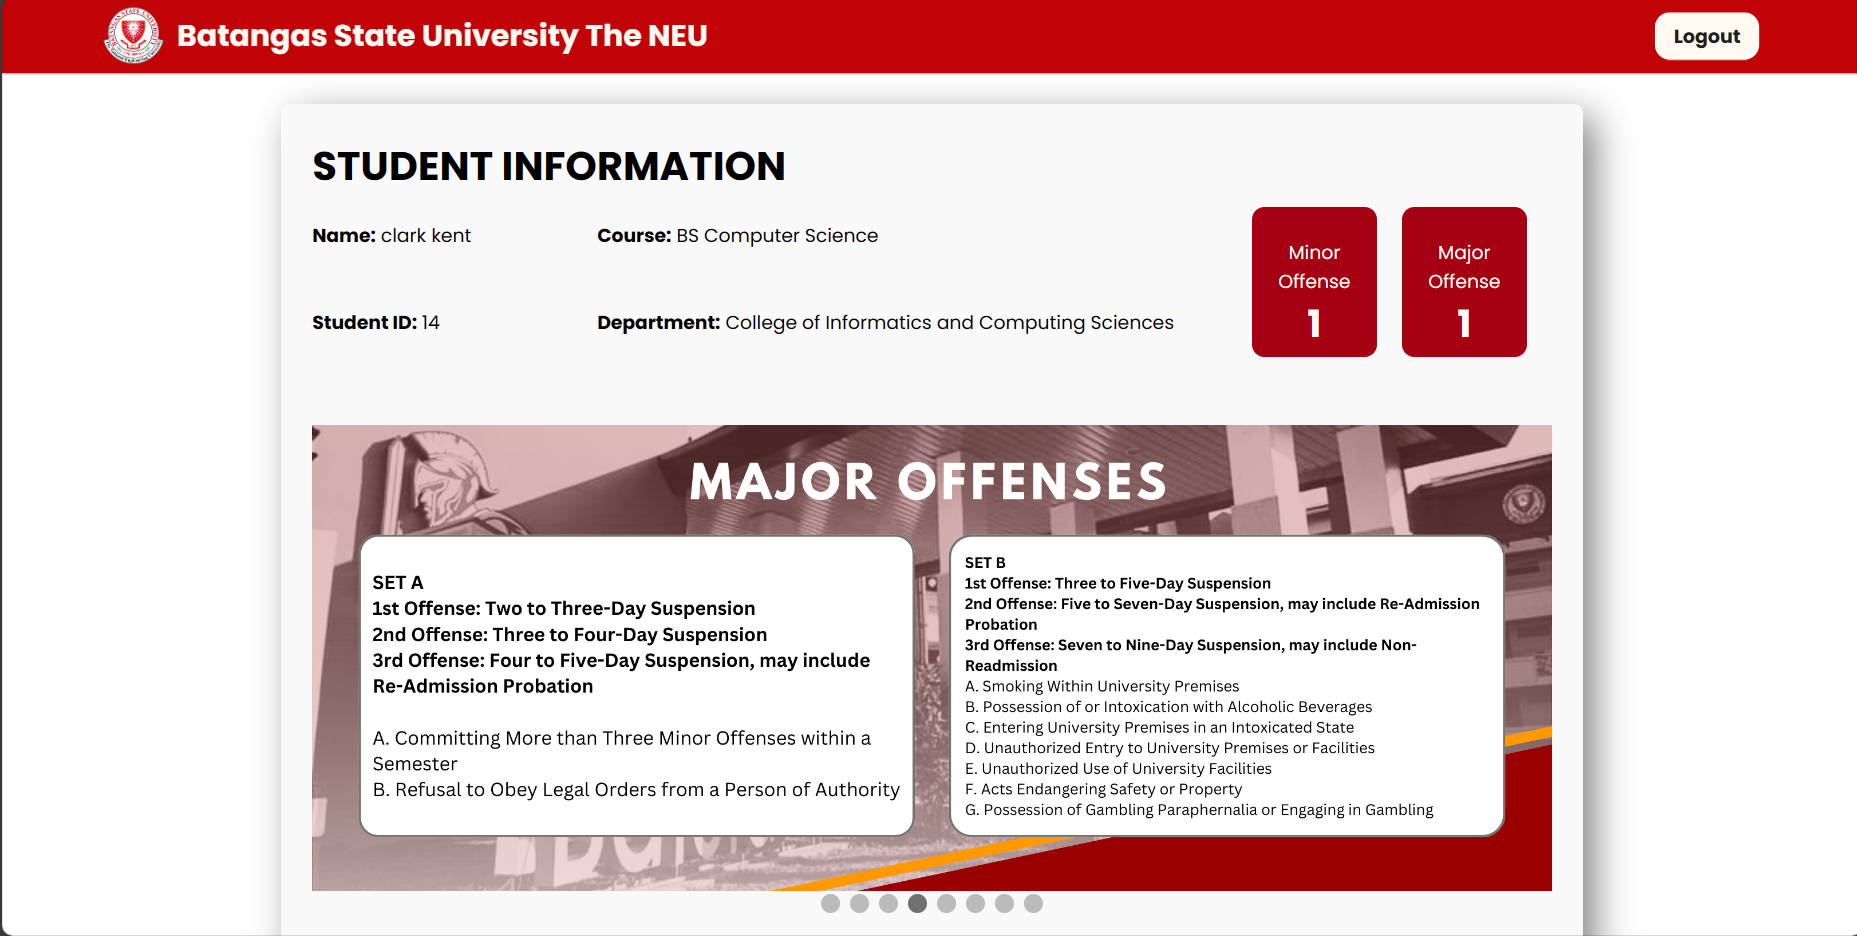 Batangas State University The NEU
Logout
STUDENT INFORMATION
Name: clark kent
Course: BS Computer Science
Student ID: 14
Department: College of Informatics and Computing Sciences
Minor
Offense
1
Major
Offense
1
MAJOR OFFENSES
SET A
1st Offense: Two to Three-Day Suspension
2nd Offense: Three to Four-Day Suspension
3rd Offense: Four to Five-Day Suspension, may include
Re-Admission Probation
A. Committing More than Three Minor Offenses within a
Semester
B. Refusal to Obey Legal Orders from a Person of Authority
SET B
1st Offense: Three to Five-Day Suspension
2nd Offense: Five to Seven-Day Suspension, may include Re-Admission
Probation
3rd Offense: Seven to Nine-Day Suspension, may include Non-
Readmission
A. Smoking Within University Premises
B. Possession of or Intoxication with Alcoholic Beverages
C. Entering University Premises in an Intoxicated State
D. Unauthorized Entry to University Premises or Facilities
E. Unauthorized Use of University Facilities
F. Acts Endangering Safety or Property
G. Possession of Gambling Paraphernalia or Engaging in Gambling